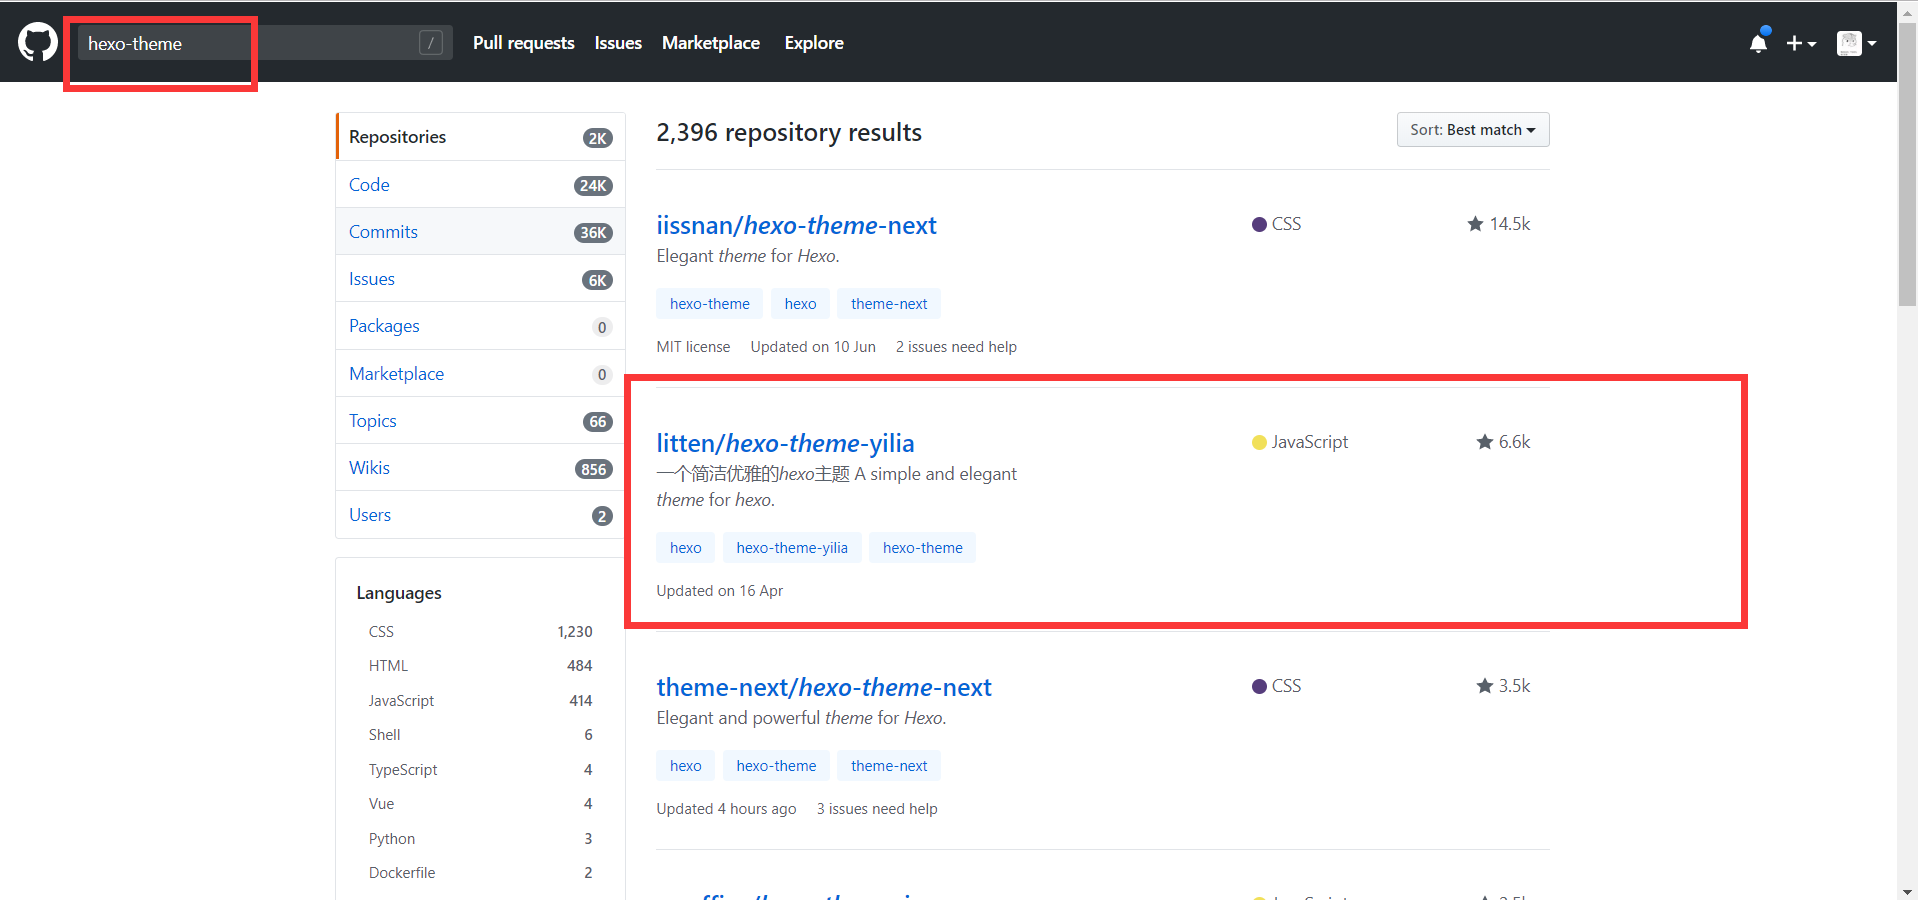 hexo-theme
/
Pull requests Issues Marketplace Explore
Repositories 2K
Code 24K
Commits 36K
Issues 6K
Packages 0
Marketplace 0
Topics 66
Wikis 856
Users 2
Languages
CSS 1,230
HTML 484
JavaScript 414
Shell 6
TypeScript 4
Vue 4
Python 3
Dockerfile 2
2,396 repository results
Sort: Best match
iissnan/hexo-theme-next
CSS
14.5k
Elegant theme for Hexo.
hexo-theme hexo theme-next
MIT license Updated on 10 Jun 2 issues need help
litten/hexo-theme-yilia
JavaScript
6.6k
一个简洁优雅的hexo主题 A simple and elegant
theme for hexo.
hexo hexo-theme-yilia hexo-theme
Updated on 16 Apr
theme-next/hexo-theme-next
CSS
3.5k
Elegant and powerful theme for Hexo.
hexo hexo-theme theme-next
Updated 4 hours ago 3 issues need help